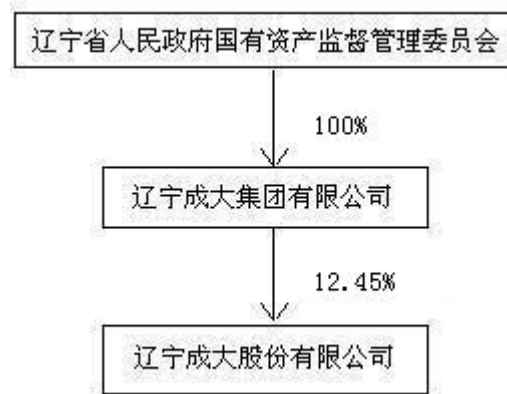 辽宁省人民政府国有资产监督管理委员会
100%
辽宁成大集团有限公司
12.45%
辽宁成大股份有限公司